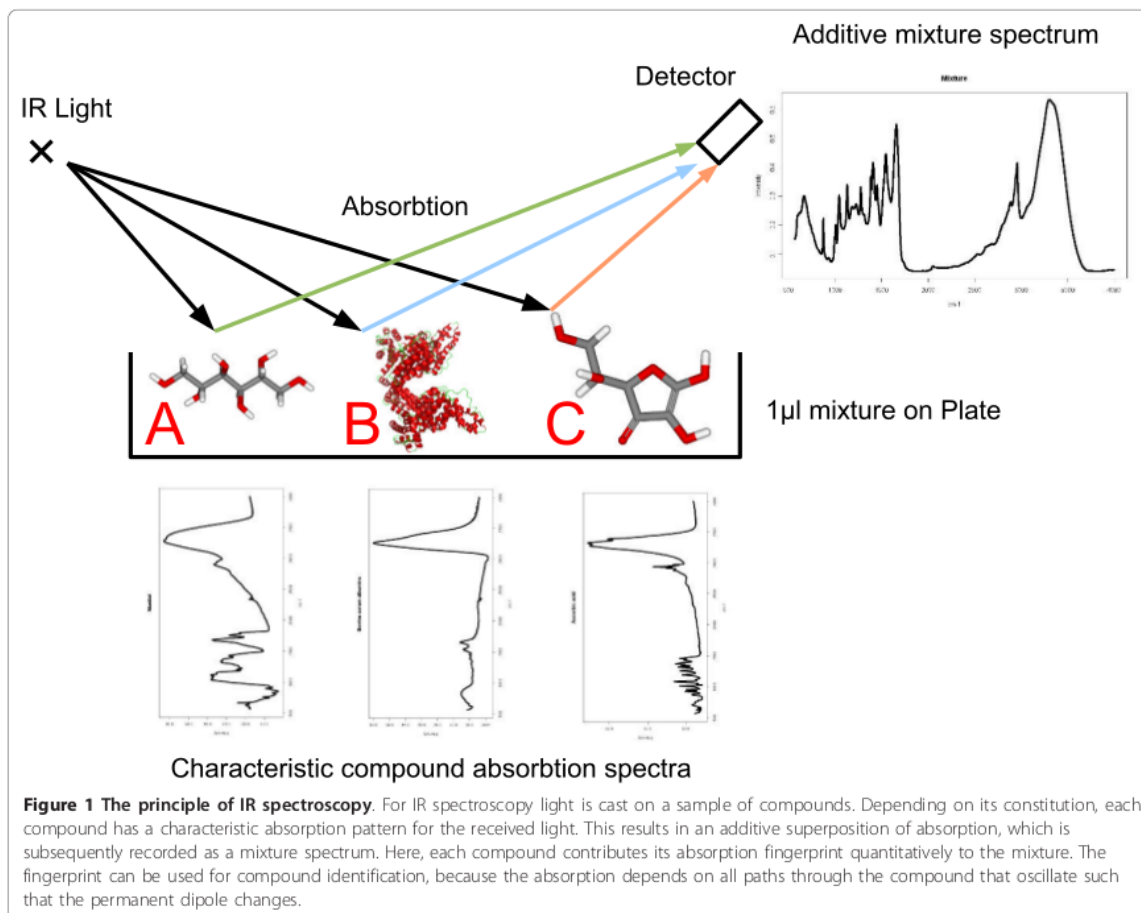 Additive mixture spectrum
Detector
Mixture
IR Light
Absorbtion
A
B
C
1µl mixture on Plate
Bovine serum albumine
Ascorbic acid
Characteristic compound absorbtion spectra
Figure 1 The principle of IR spectroscopy. For IR spectroscopy light is cast on a sample of compounds. Depending on its constitution, each
compound has a characteristic absorption pattern for the received light. This results in an additive superposition of absorption, which is
subsequently recorded as a mixture spectrum. Here, each compound contributes its absorption fingerprint quantitatively to the mixture. The
fingerprint can be used for compound identification, because the absorption depends on all paths through the compound that oscillate such
that the permanent dipole changes.